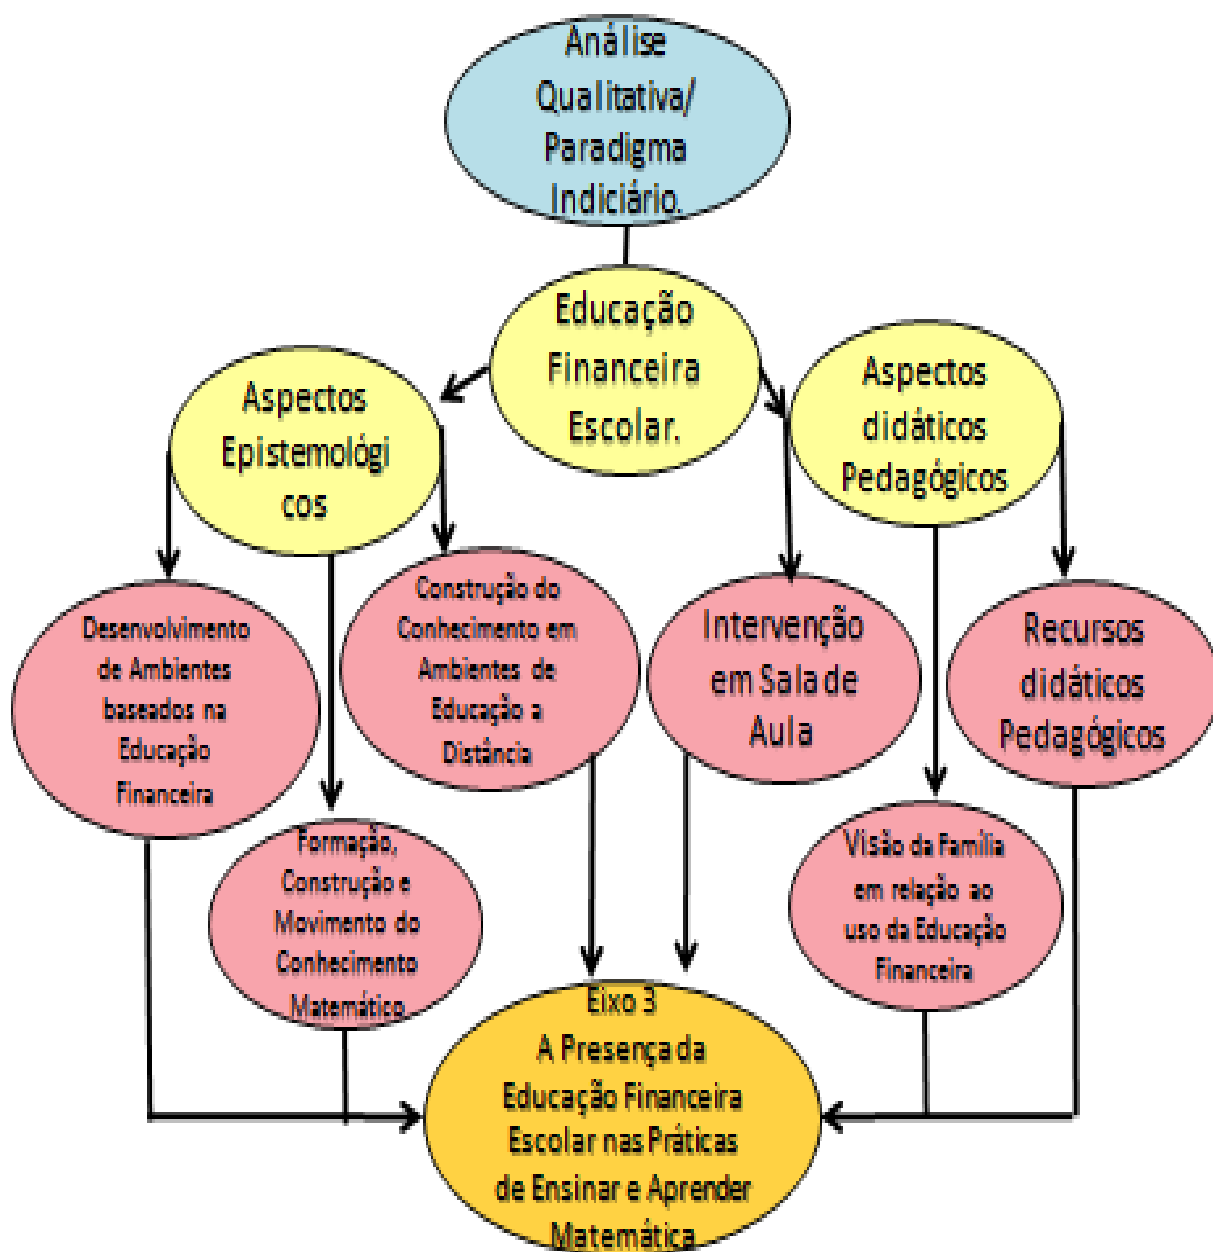 Análise
Qualitativa/
Paradigma
Indiciário.
Educação
Financeira
Escolar.
Aspectos
Epistemológi
cos
Aspectos
didáticos
Pedagógicos
Desenvolvimento
de Ambientes
baseados na
Educação
Financeira
Construção do
Conhecimento em
Ambientes de
Educação a
Distância
Intervenção
em Sala de
Aula
Recursos
didáticos
Pedagógicos
Formação,
Construção e
Movimento do
Conhecimento
Matemático
Visão da Família
em relação ao
uso da Educação
Financeira
Eixo 3
A Presença da
Educação Financeira
Escolar nas Práticas
de Ensinar e Aprender
Matemática